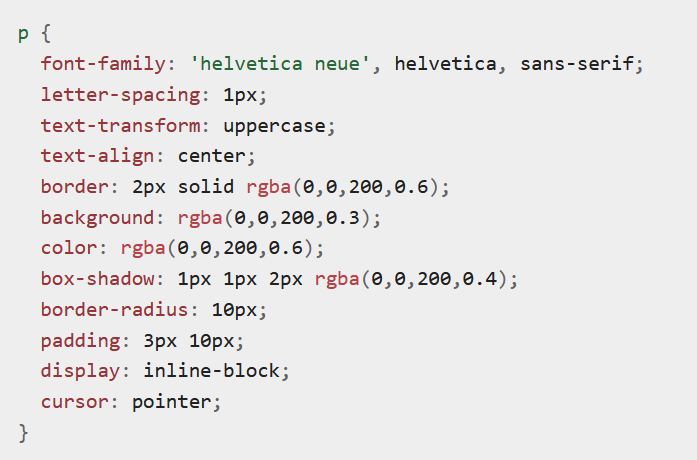 p {
  font-family: 'helvetica neue', helvetica, sans-serif;
  letter-spacing: 1px;
  text-transform: uppercase;
  text-align: center;
  border: 2px solid rgba(0,0,200,0.6);
  background: rgba(0,0,200,0.3);
  color: rgba(0,0,200,0.6);
  box-shadow: 1px 1px 2px rgba(0,0,200,0.4);
  border-radius: 10px;
  padding: 3px 10px;
  display: inline-block;
  cursor: pointer;
}